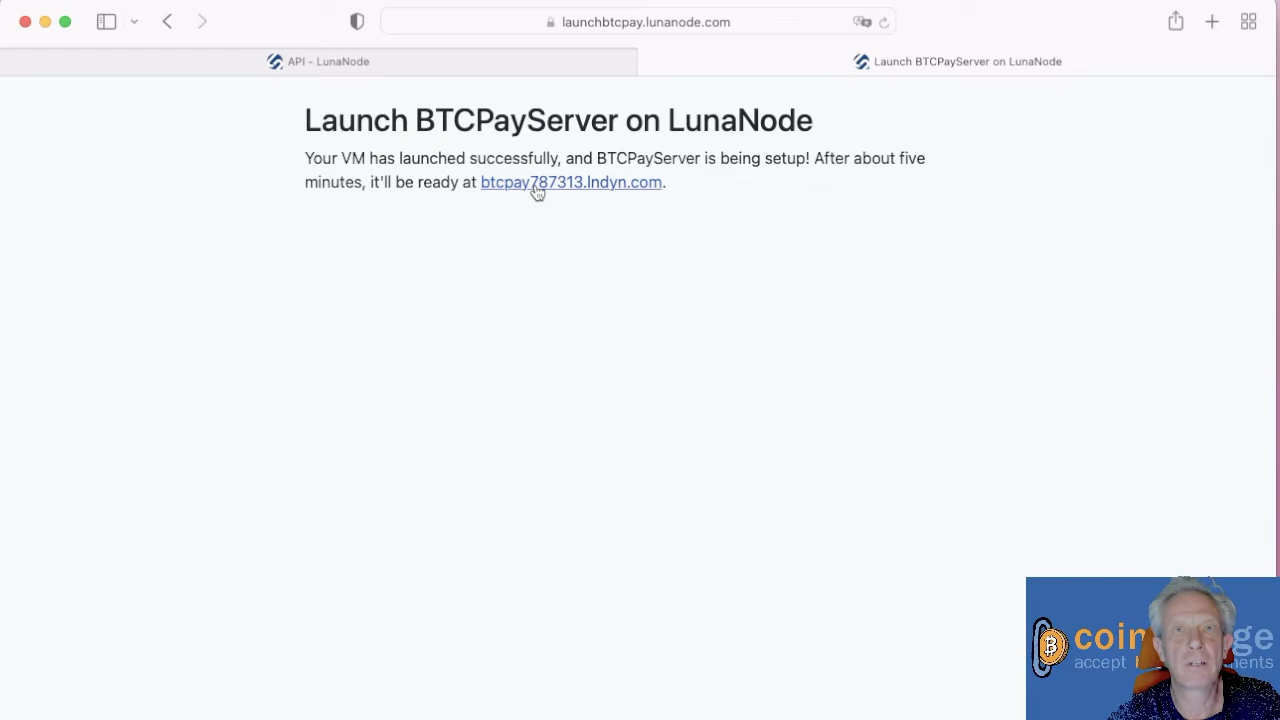 launchbtcpay.lunanode.com
API - LunaNode
Launch BTCPayServer on LunaNode
Launch BTCPayServer on LunaNode
Your VM has launched successfully, and BTCPayServer is being setup! After about five
minutes, it'll be ready at btcpay787313.lndyn.com.
accept